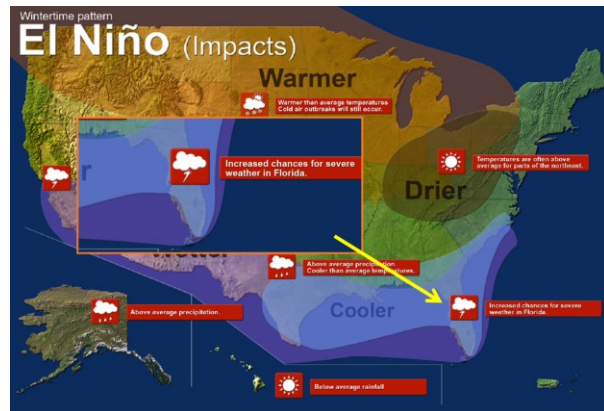 Wintertime pattern
El Niño (Impacts)
Warmer
Warmer than average temperatures
Cold air outbreaks will still occur.
r
Increased chances for severe
weather in Florida.
Temperatures are often above
average for parts of the northeast.
Drier
Above average precipitation.
Cooler than average temperatures.
Cooler
Increased chances for severe
weather in Florida.
Above average precipitation.
Below average rainfall